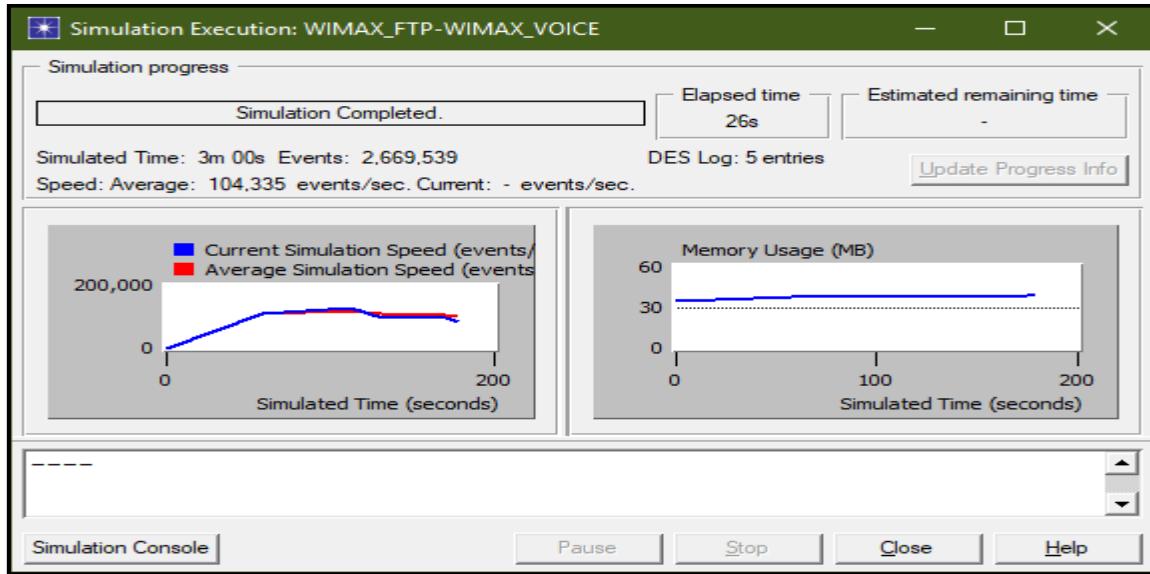 Simulation Execution: WIMAX_FTP-WIMAX_VOICE
Simulation progress
Simulation Completed.
Elapsed time
26s
Estimated remaining time
-
Simulated Time: 3m 00s Events: 2,669,539
DES Log: 5 entries
Speed: Average: 104,335 events/sec. Current: - events/sec.
Update Progress Info
Current Simulation Speed (events/
Average Simulation Speed (events
200,000
0
0
200
Simulated Time (seconds)
Memory Usage (MB)
60
30
0
0
100
200
Simulated Time (seconds)
----
Simulation Console
Pause
Stop
Close
Help